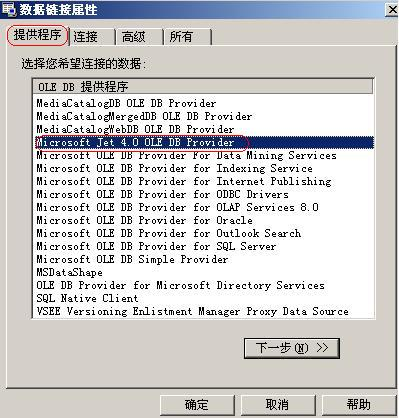 数据链接属性
提供程序 连接 高级 所有
选择您希望连接的数据:
OLE DB 提供程序
MediaCatalogDB OLE DB Provider
MediaCatalogMergedDB OLE DB Provider
MediaCatalogWebDB OLE DB Provider
Microsoft Jet 4.0 OLE DB Provider
Microsoft OLE DB Provider For Data Mining Services
Microsoft OLE DB Provider for Indexing Service
Microsoft OLE DB Provider for Internet Publishing
Microsoft OLE DB Provider for ODBC Drivers
Microsoft OLE DB Provider for OLAP Services 8.0
Microsoft OLE DB Provider for Oracle
Microsoft OLE DB Provider for Outlook Search
Microsoft OLE DB Provider for SQL Server
Microsoft OLE DB Simple Provider
MSDataShape
OLE DB Provider for Microsoft Directory Services
SQL Native Client
VSEE Versioning Enlistment Manager Proxy Data Source
下一步(N) >>
确定 取消 帮助